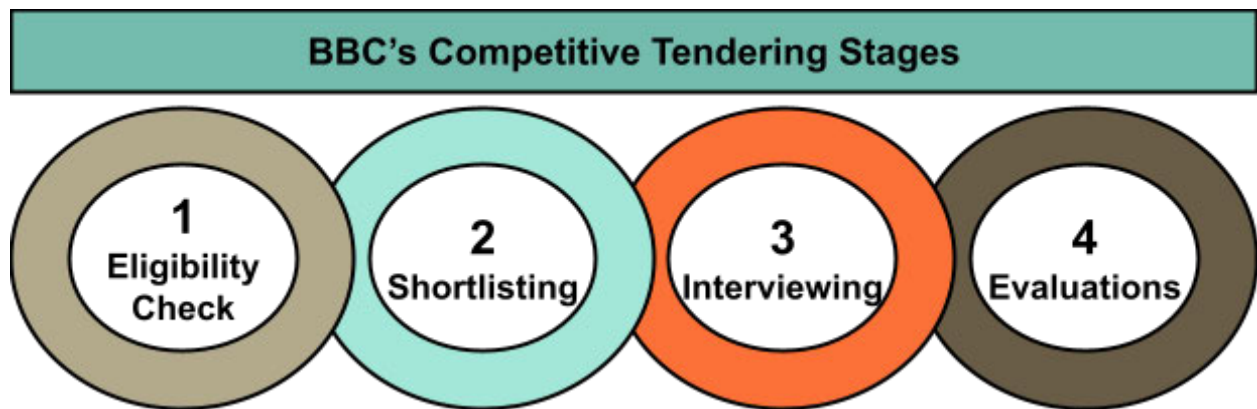 BBC’s Competitive Tendering Stages
1
Eligibility
Check
2
Shortlisting
3
Interviewing
4
Evaluations